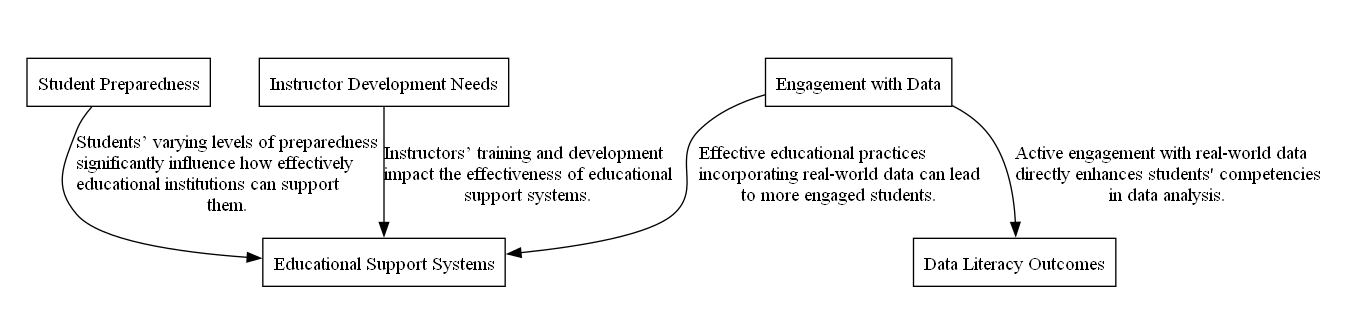 Student Preparedness
Instructor Development Needs
Engagement with Data
Students’ varying levels of preparedness
significantly influence how effectively
educational institutions can support
them.
Instructors’ training and development
impact the effectiveness of educational
support systems.
Effective educational practices
incorporating real-world data can lead
to more engaged students.
Active engagement with real-world data
directly enhances students' competencies
in data analysis.
Educational Support Systems
Data Literacy Outcomes